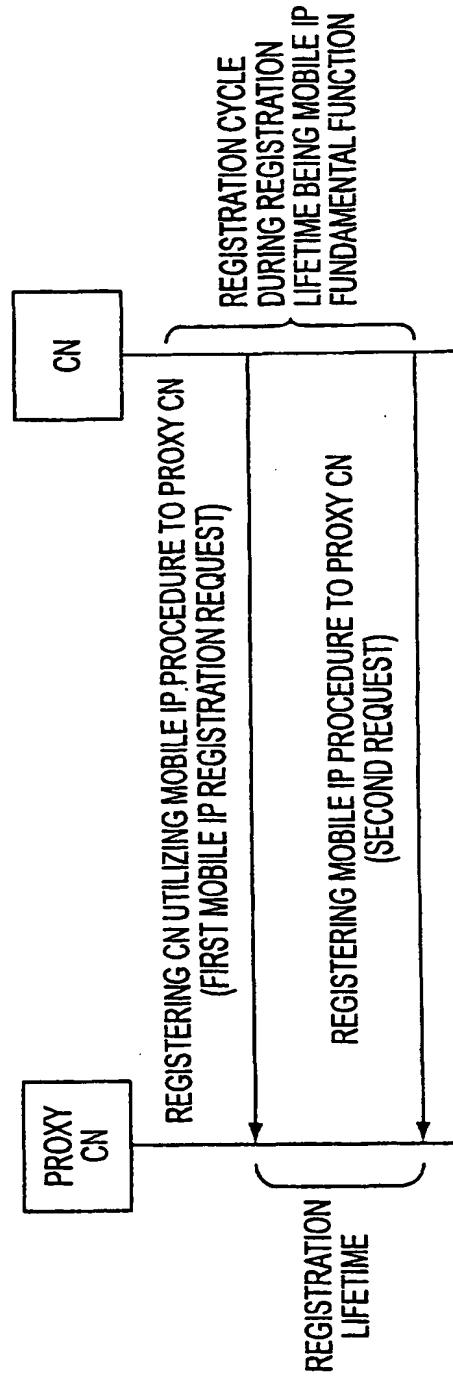 PROXY
CN
CN
REGISTERING CN UTILIZING MOBILE IP PROCEDURE TO PROXY CN
(FIRST MOBILE IP REGISTRATION REQUEST)
REGISTERING MOBILE IP PROCEDURE TO PROXY CN
(SECOND REQUEST)
REGISTRATION
LIFETIME
REGISTRATION CYCLE
DURING REGISTRATION
LIFETIME BEING MOBILE IP
FUNDAMENTAL FUNCTION